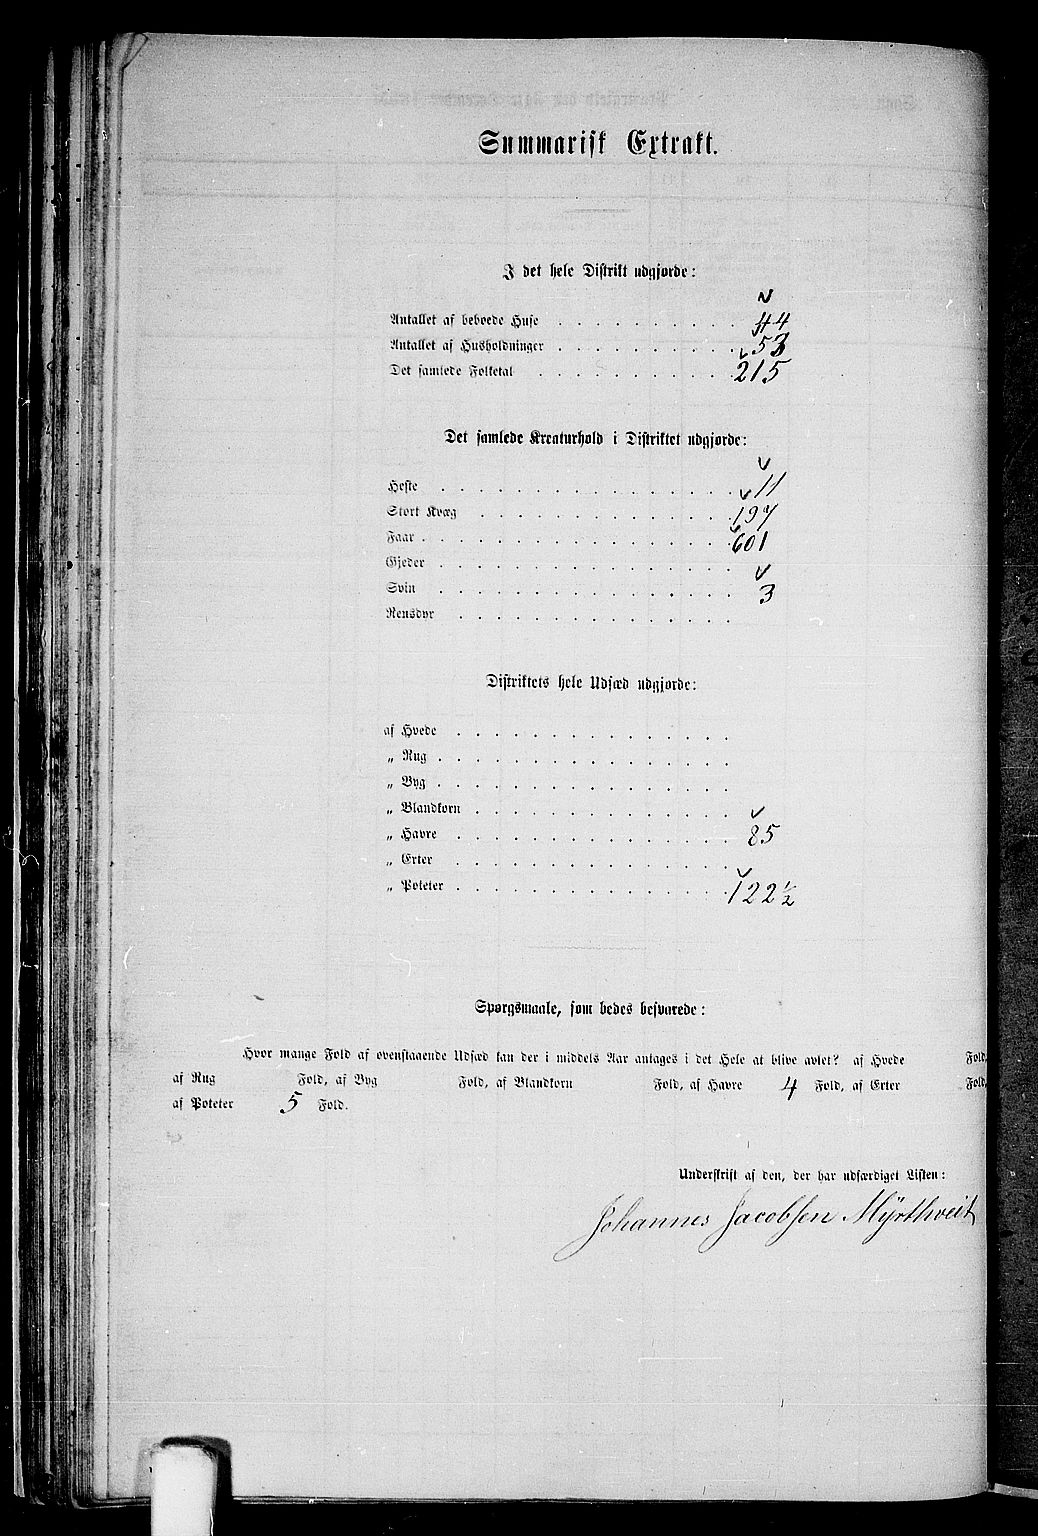 Summarisk Extrakt.
I det hele Distrikt udgjorde:
Antallet af beboede Huse . . . . . . . . 44
Antallet af Husholdninger . . . . . . . . 53
Det samlede Folketal . . . . . . . . 215
Det samlede Kreaturhold i Distriktet udgjorde:
Heste . . . . . . . . 11
Stort Kvæg . . . . . . . . 197
Faar . . . . . . . . 601
Gjeder . . . . . . . .
Svin . . . . . . . . 3
Rensdyr . . . . . . . .
Distriktets hele Udsæd udgjorde:
af Hvede . . . . . . . .
„ Rug . . . . . . . .
„ Byg . . . . . . . .
„ Blandkorn . . . . . . . .
„ Havre . . . . . . . . 85
„ Erter . . . . . . . .
„ Poteter . . . . . . . . 122 ½
Spørgsmaale, som bedes besvarede:
Hvor mange Fold af ovenstaaende Udsæd kan der i middels Aar antages i det Hele at blive avlet? af Hvede Fold,
af Rug Fold, af Byg Fold, af Blandkorn Fold, af Havre 4 Fold, af Erter Fold,
af Poteter 5 Fold.
Underskrift af den, der har udfærdiget Listen:
Johannes Jacobsen Myrthveit